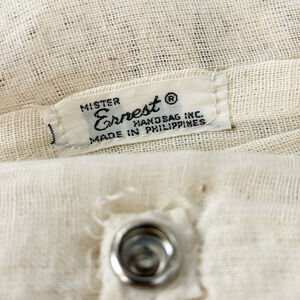 MISTER
Ernest®
HANDBAG INC.
MADE IN PHILIPPINES